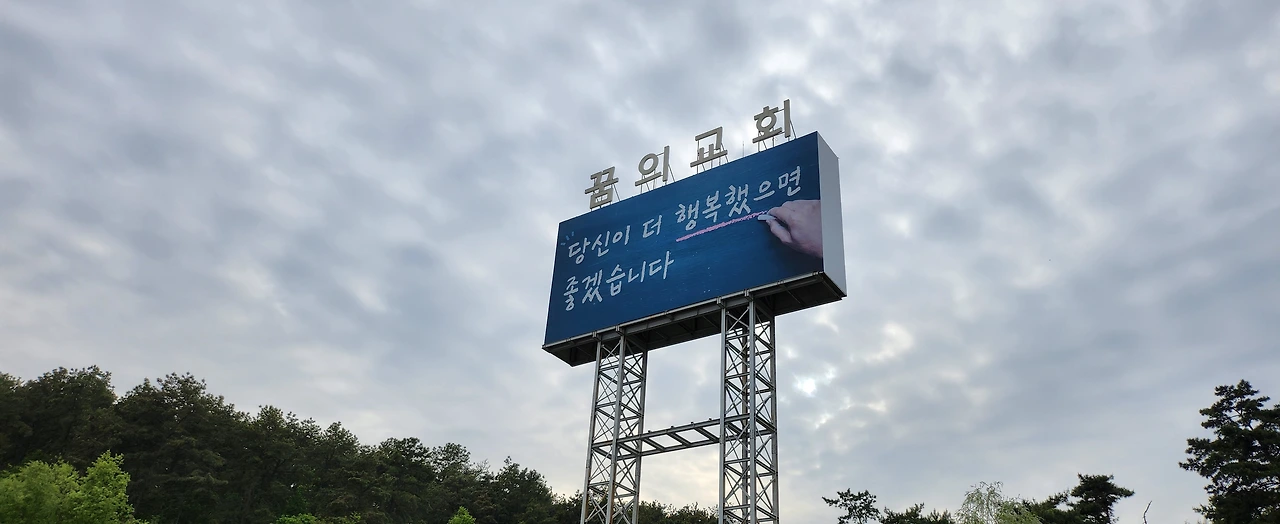 꿈의교회
당신이 더 행복했으면
좋겠습니다